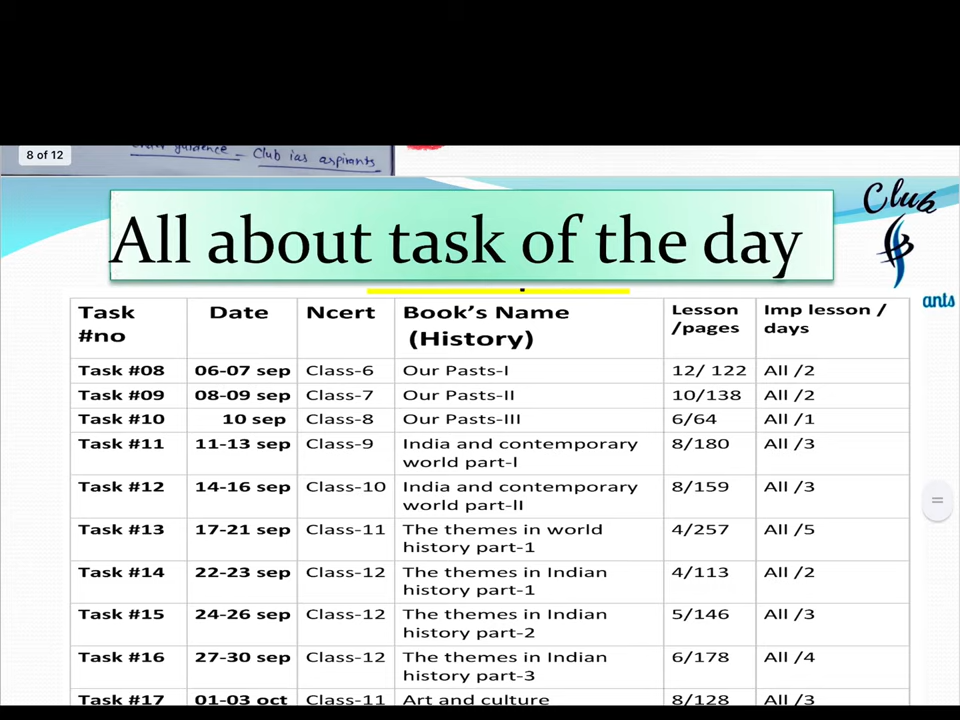 8 of 12
guidence - Club ias aspirants
Club
ants
All about task of the day
Task #no Date Ncert Book's Name (History) Lesson /pages Imp lesson / days
Task #08 06-07 sep Class-6 Our Pasts-I 12/ 122 All /2
Task #09 08-09 sep Class-7 Our Pasts-II 10/138 All /2
Task #10 10 sep Class-8 Our Pasts-III 6/64 All /1
Task #11 11-13 sep Class-9 India and contemporary world part-I 8/180 All /3
Task #12 14-16 sep Class-10 India and contemporary world part-II 8/159 All /3
Task #13 17-21 sep Class-11 The themes in world history part-1 4/257 All /5
Task #14 22-23 sep Class-12 The themes in Indian history part-1 4/113 All /2
Task #15 24-26 sep Class-12 The themes in Indian history part-2 5/146 All /3
Task #16 27-30 sep Class-12 The themes in Indian history part-3 6/178 All /4
Task #17 01-03 oct Class-11 Art and culture 8/128 All /3